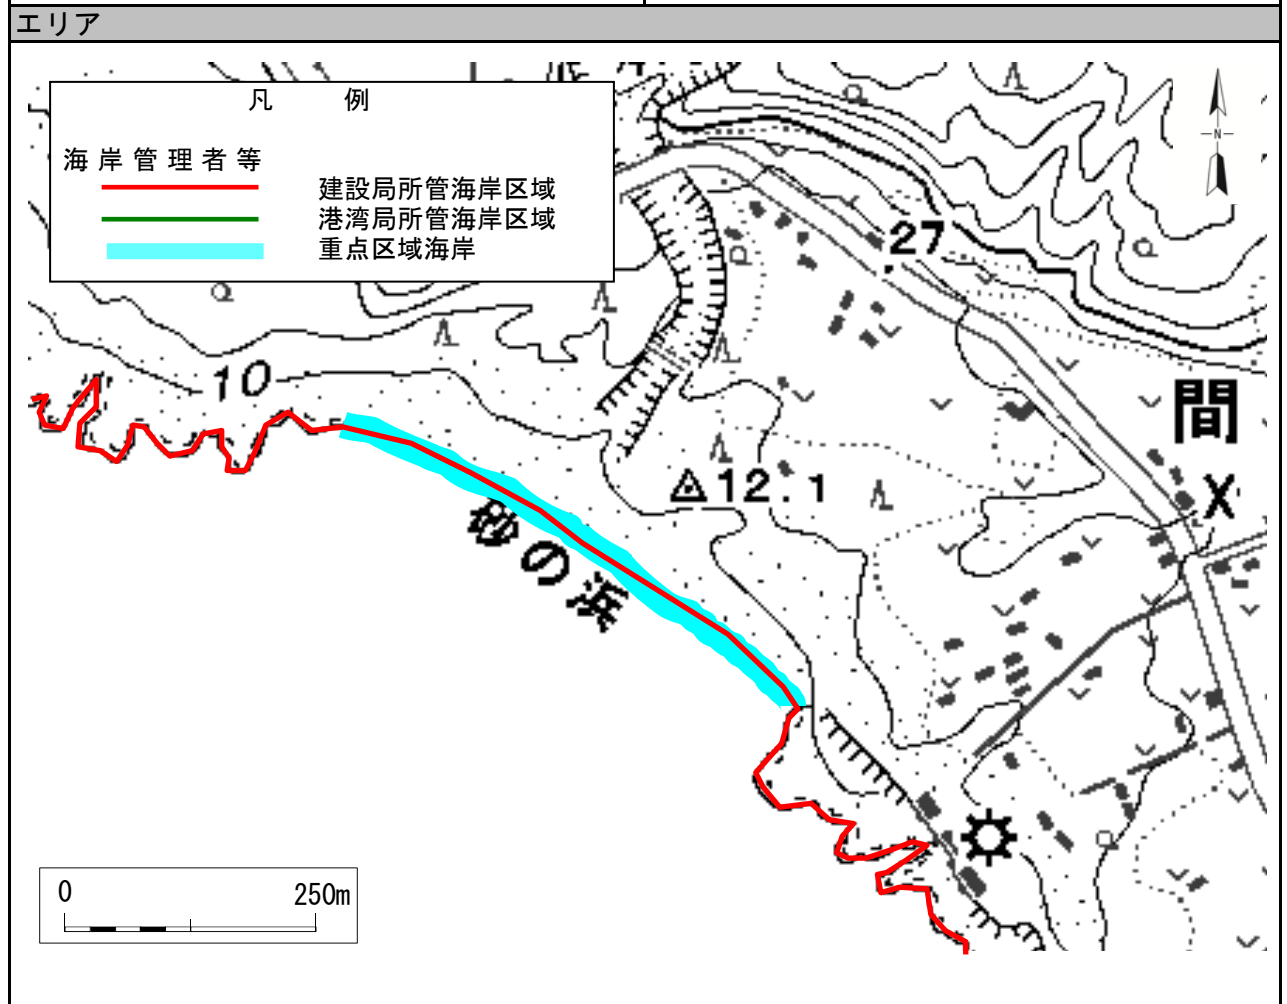 エリア
凡 例
海岸管理者等
建設局所管海岸区域
港湾局所管海岸区域
重点区域海岸
N
27
10
間
12.1
砂の浜
0 250m